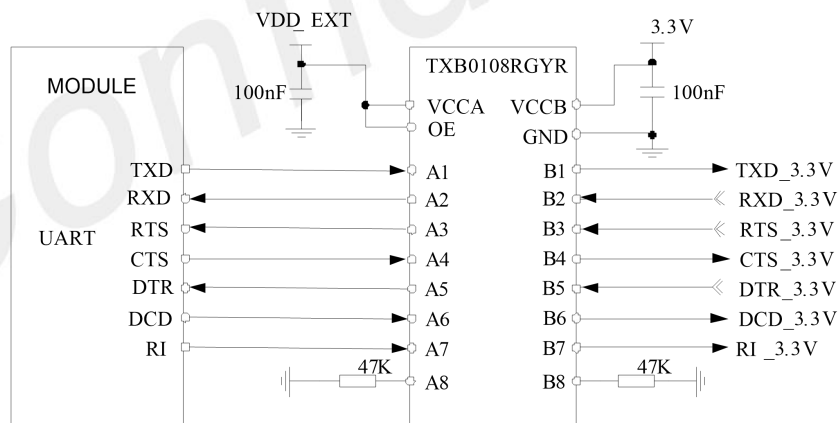 VDD_EXT
3.3V
TXB0108RGYR
MODULE
100nF
100nF
VCCA VCCB
OE
GND
TXD A1 B1 TXD_3.3V
RXD A2 B2 RXD_3.3V
RTS A3 B3 RTS_3.3V
UART
CTS A4 B4 CTS_3.3V
DTR A5 B5 DTR_3.3V
DCD A6 B6 DCD_3.3V
RI A7 B7 RI _3.3V
47K 47K
A8 B8